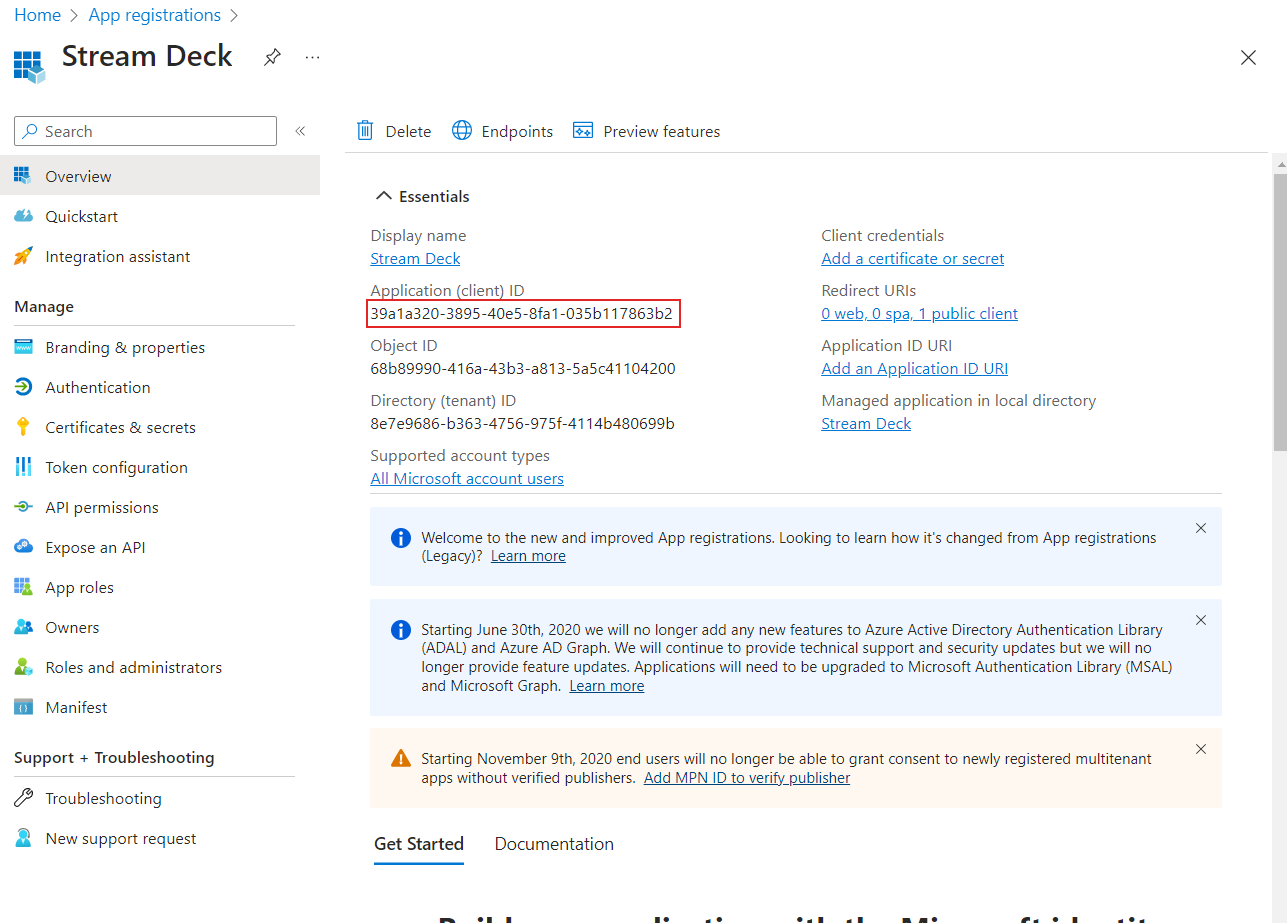 Home > App registrations >
Stream Deck
Search
Overview
Quickstart
Integration assistant
Manage
Branding & properties
Authentication
Certificates & secrets
Token configuration
API permissions
Expose an API
App roles
Owners
Roles and administrators
Manifest
Support + Troubleshooting
Troubleshooting
New support request
Delete Endpoints Preview features
Essentials
Display name
Stream Deck
Application (client) ID
39a1a320-3895-40e5-8fa1-035b117863b2
Object ID
68b89990-416a-43b3-a813-5a5c41104200
Directory (tenant) ID
8e7e9686-b363-4756-975f-4114b480699b
Supported account types
All Microsoft account users
Client credentials
Add a certificate or secret
Redirect URIs
0 web, 0 spa, 1 public client
Application ID URI
Add an Application ID URI
Managed application in local directory
Stream Deck
Welcome to the new and improved App registrations. Looking to learn how it's changed from App registrations
(Legacy)? Learn more
Starting June 30th, 2020 we will no longer add any new features to Azure Active Directory Authentication Library
(ADAL) and Azure AD Graph. We will continue to provide technical support and security updates but we will no
longer provide feature updates. Applications will need to be upgraded to Microsoft Authentication Library (MSAL)
and Microsoft Graph. Learn more
Starting November 9th, 2020 end users will no longer be able to grant consent to newly registered multitenant
apps without verified publishers. Add MPN ID to verify publisher
Get Started Documentation